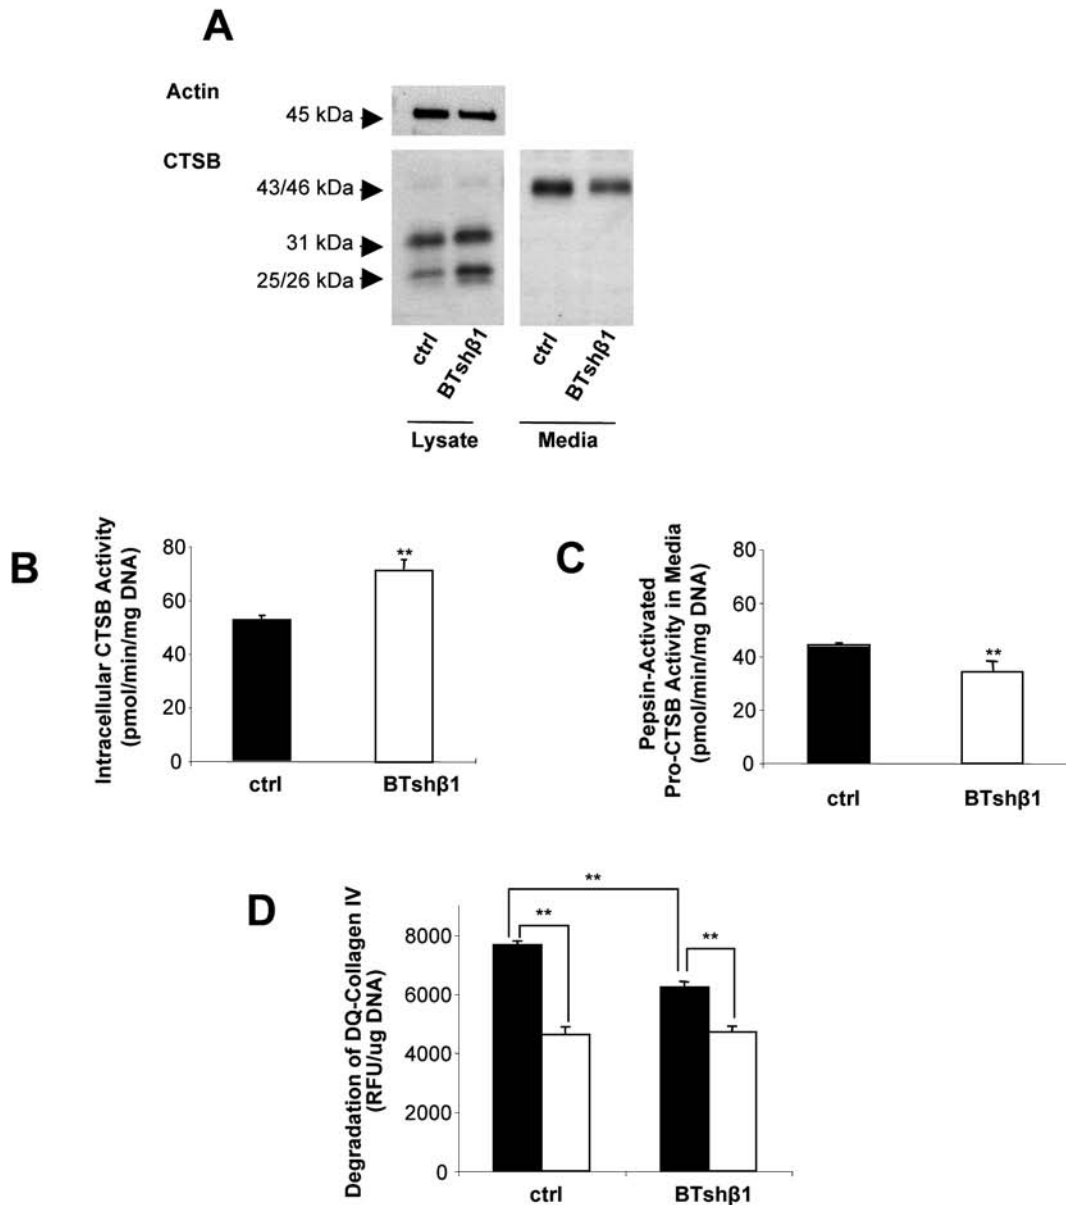 A
Actin
45 kDa
CTSB
43/46 kDa
31 kDa
25/26 kDa
ctrl
BTshβ1
ctrl
BTshβ1
Lysate
Media
B
Intracellular CTSB Activity
(pmol/min/mg DNA)
80
60
40
20
0
**
ctrl
BTshβ1
C
Pepsin-Activated
Pro-CTSB Activity in Media
(pmol/min/mg DNA)
80
60
40
20
0
**
ctrl
BTshβ1
D
Degradation of DQ-Collagen IV
(RFU/ug DNA)
8000
6000
4000
2000
0
**
**
**
ctrl
BTshβ1